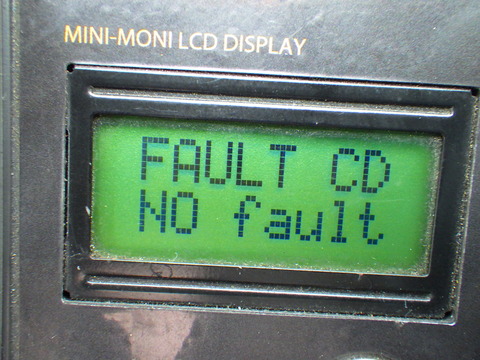 MINI-MONI LCD DISPLAY
FAULT CD
NO fault